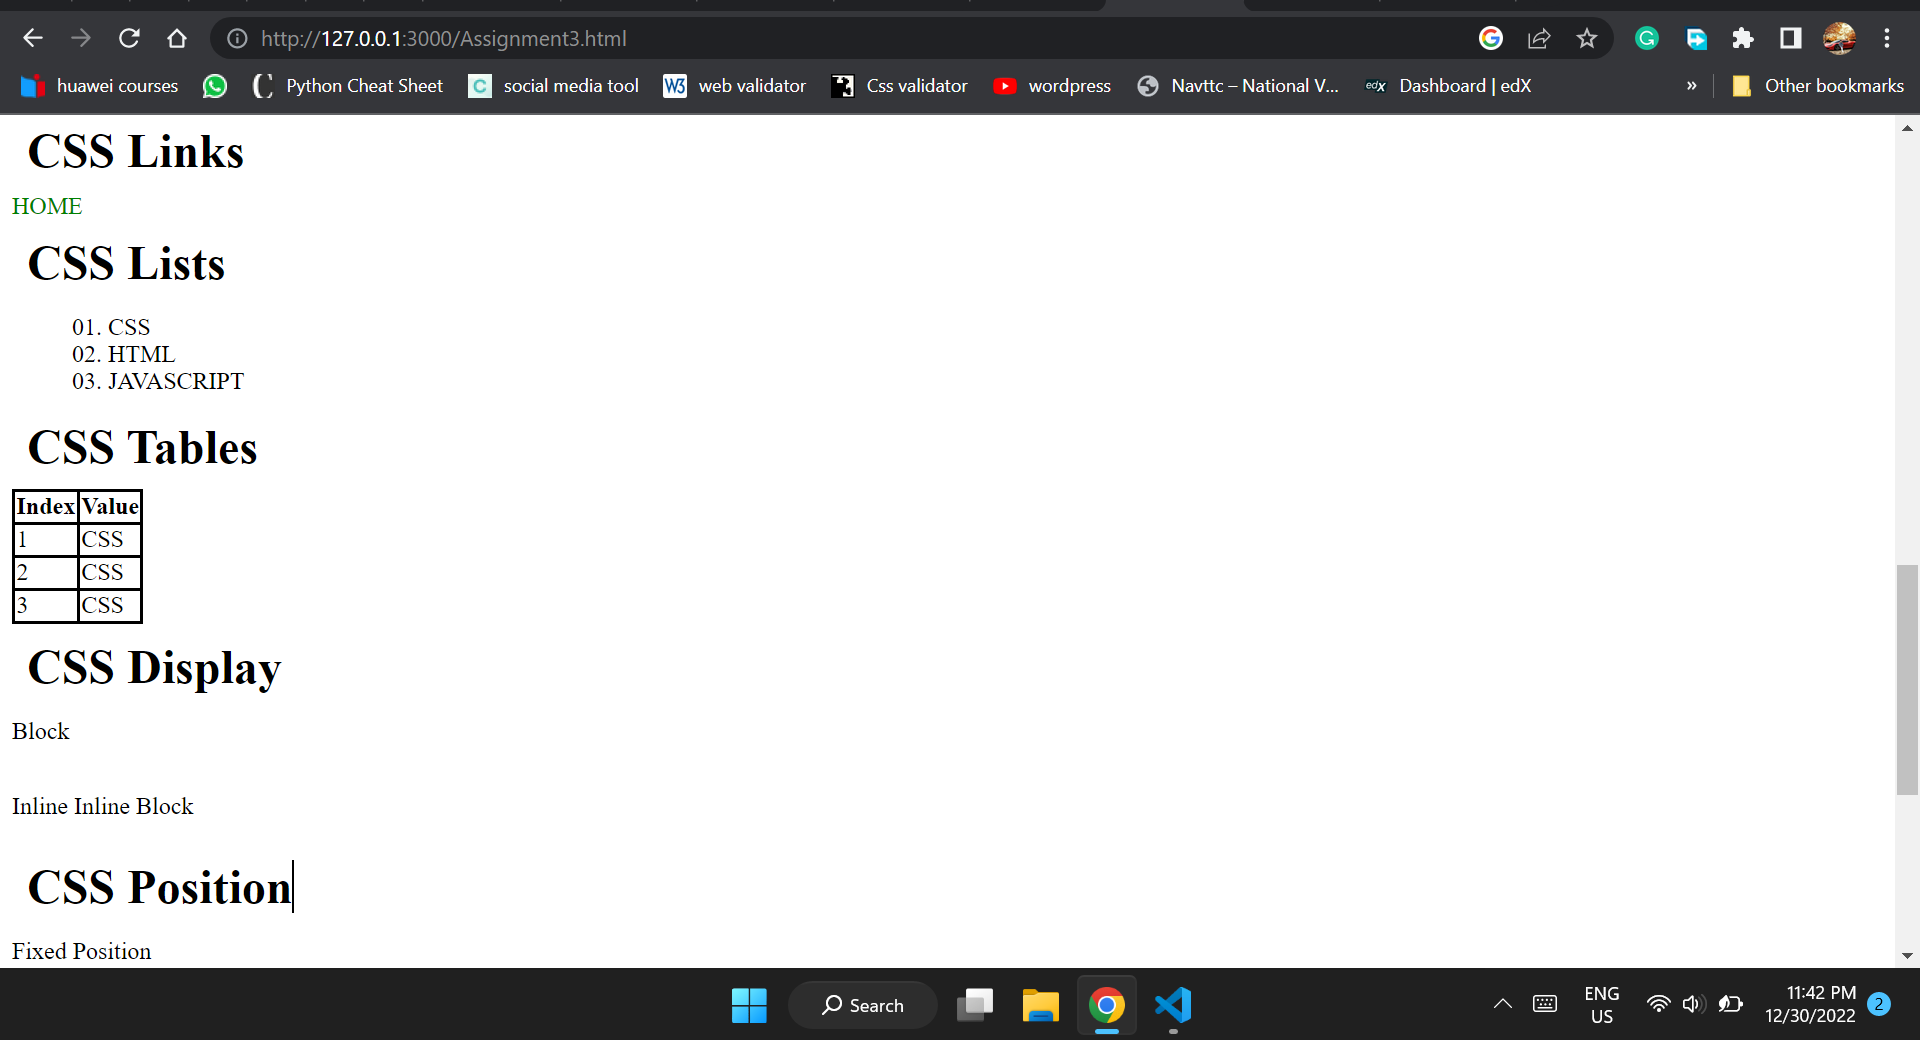 http://127.0.0.1:3000/Assignment3.html
huawei courses Python Cheat Sheet social media tool W3 web validator Css validator wordpress Navttc – National V... edX Dashboard | edX » Other bookmarks
CSS Links
HOME
CSS Lists
01. CSS
02. HTML
03. JAVASCRIPT
CSS Tables
Index Value
1 CSS
2 CSS
3 CSS
CSS Display
Block
Inline Inline Block
CSS Position
Fixed Position
Search
ENG
US
11:42 PM
12/30/2022
2